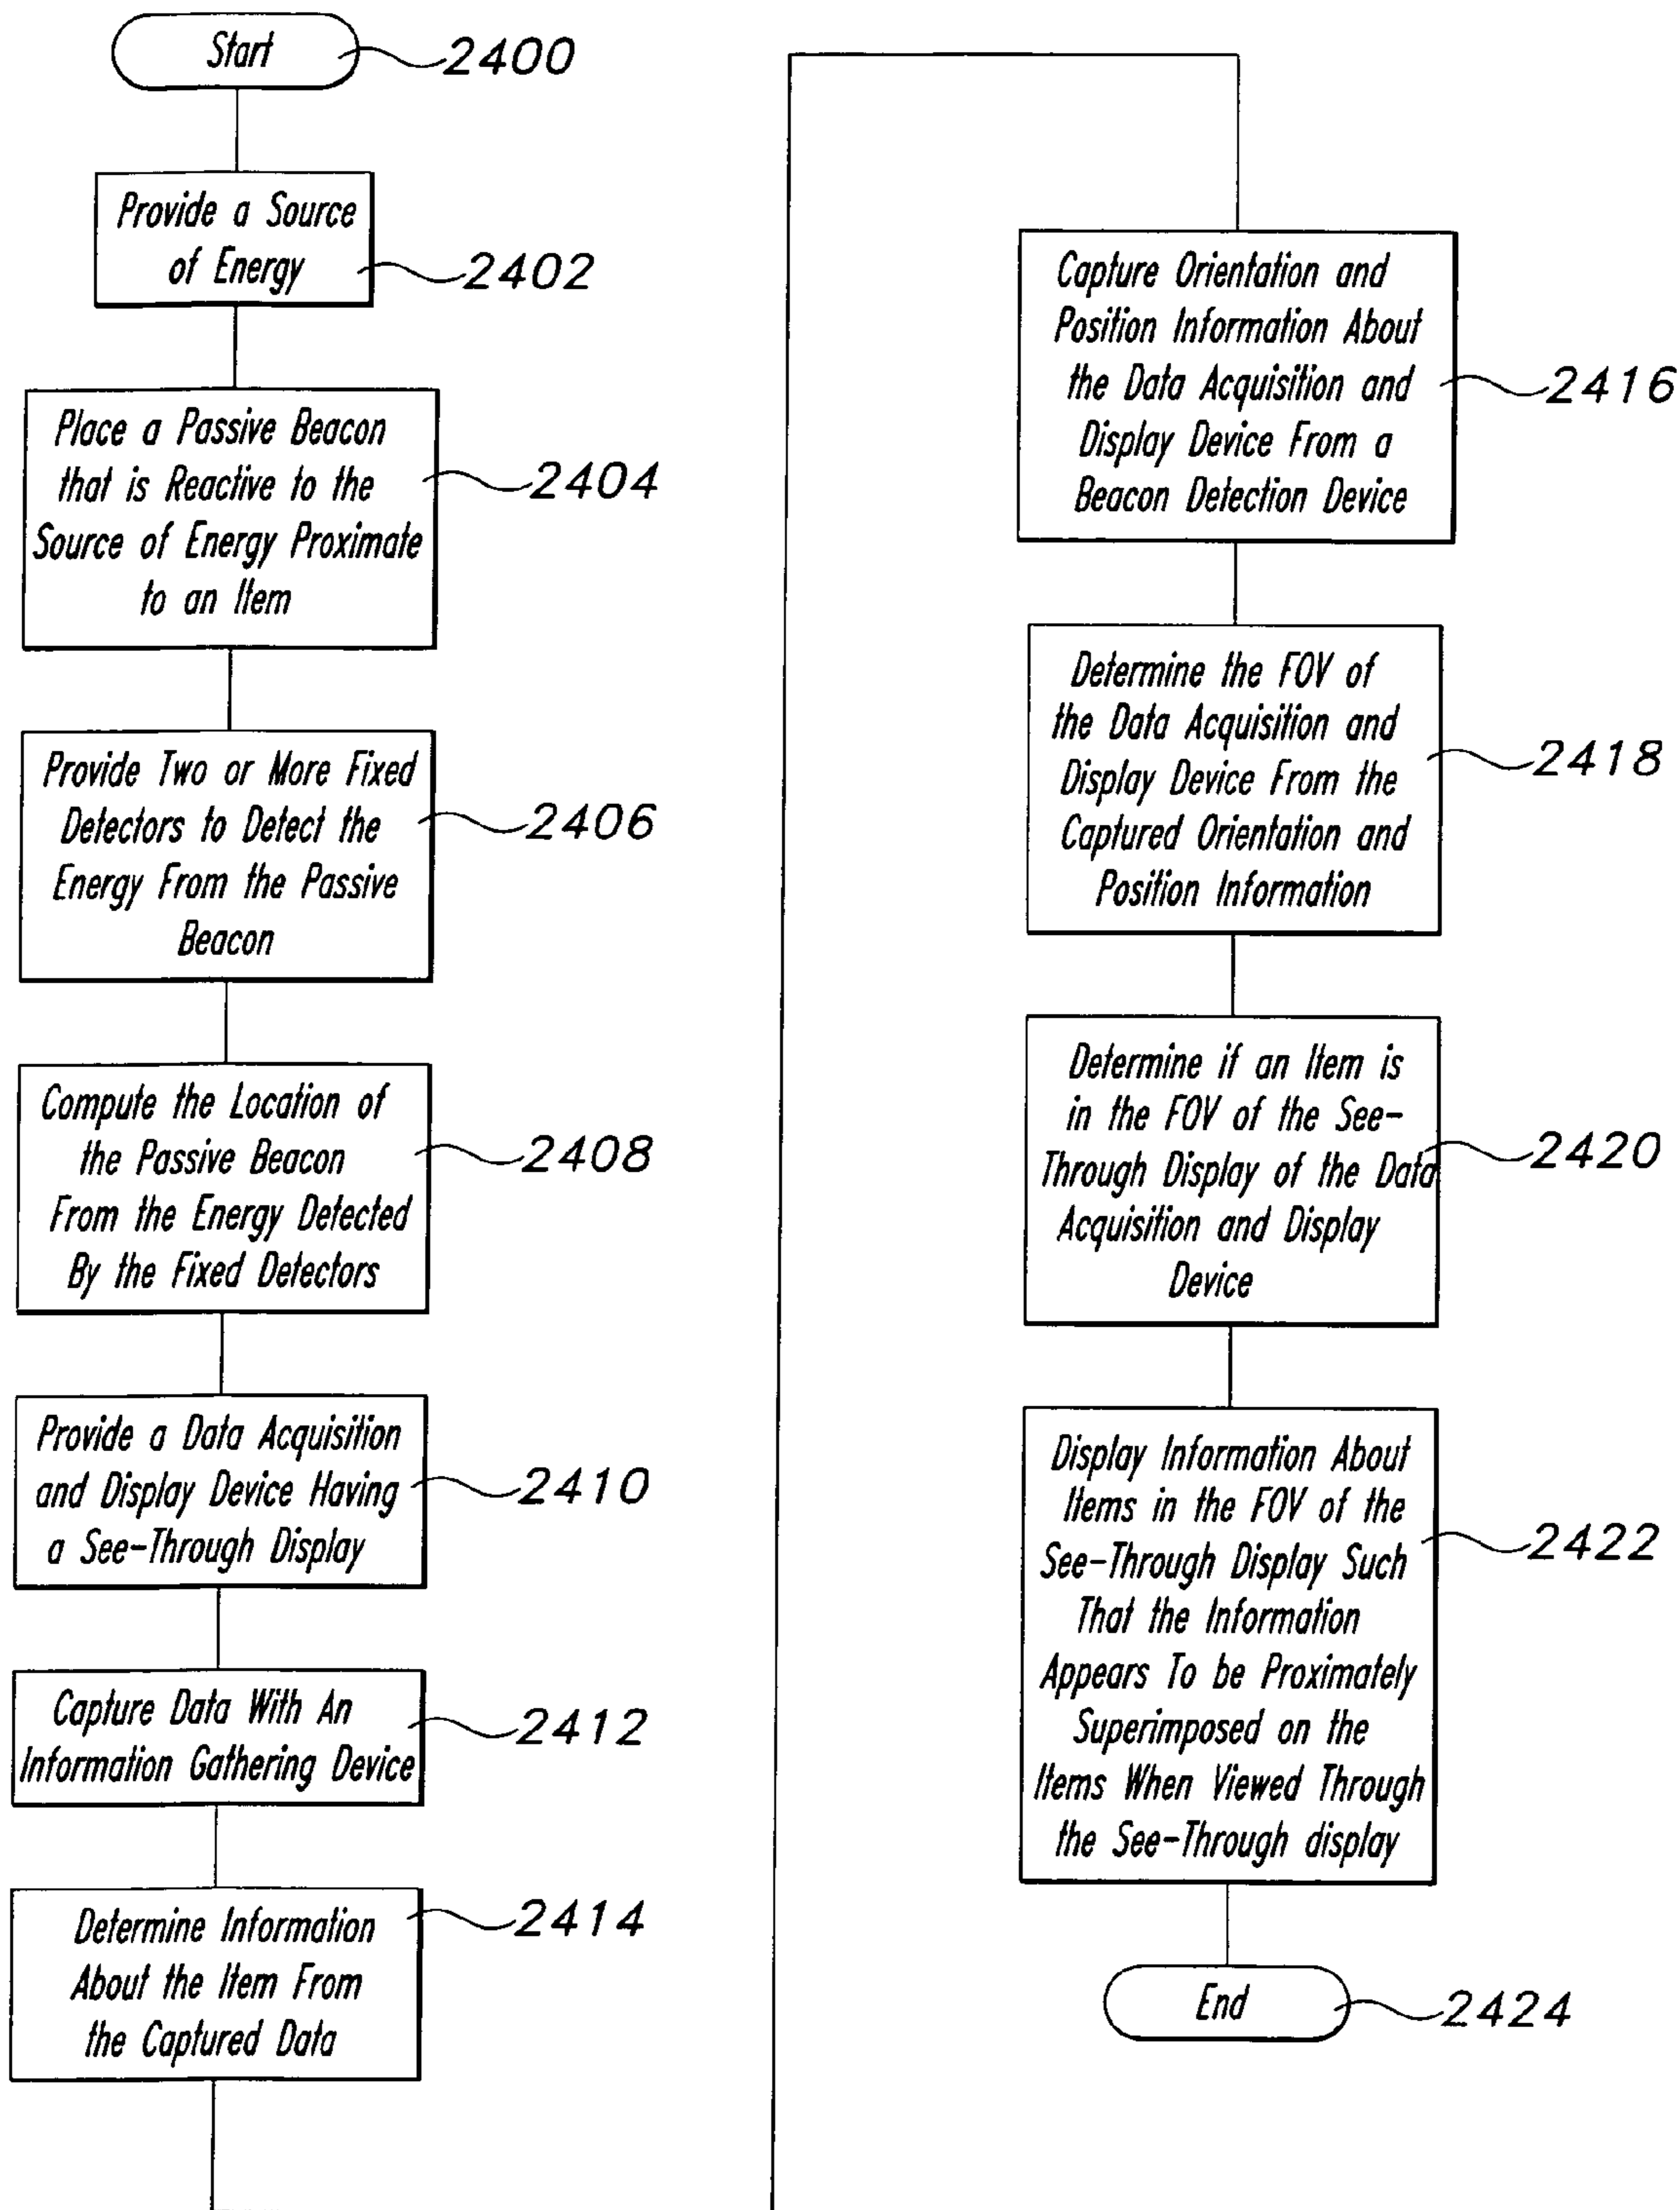 Start
2400
Provide a Source
of Energy
2402
Place a Passive Beacon
that is Reactive to the
Source of Energy Proximate
to an Item
2404
Provide Two or More Fixed
Detectors to Detect the
Energy From the Passive
Beacon
2406
Compute the Location of
the Passive Beacon
From the Energy Detected
By the Fixed Detectors
2408
Provide a Data Acquisition
and Display Device Having
a See-Through Display
2410
Capture Data With An
Information Gathering Device
2412
Determine Information
About the Item From
the Captured Data
2414
Capture Orientation and
Position Information About
the Data Acquisition and
Display Device From a
Beacon Detection Device
2416
Determine the FOV of
the Data Acquisition and
Display Device From the
Captured Orientation and
Position Information
2418
Determine if an Item is
in the FOV of the See-
Through Display of the Data
Acquisition and Display
Device
2420
Display Information About
Items in the FOV of the
See-Through Display Such
That the Information
Appears To be Proximately
Superimposed on the
Items When Viewed Through
the See-Through display
2422
End
2424